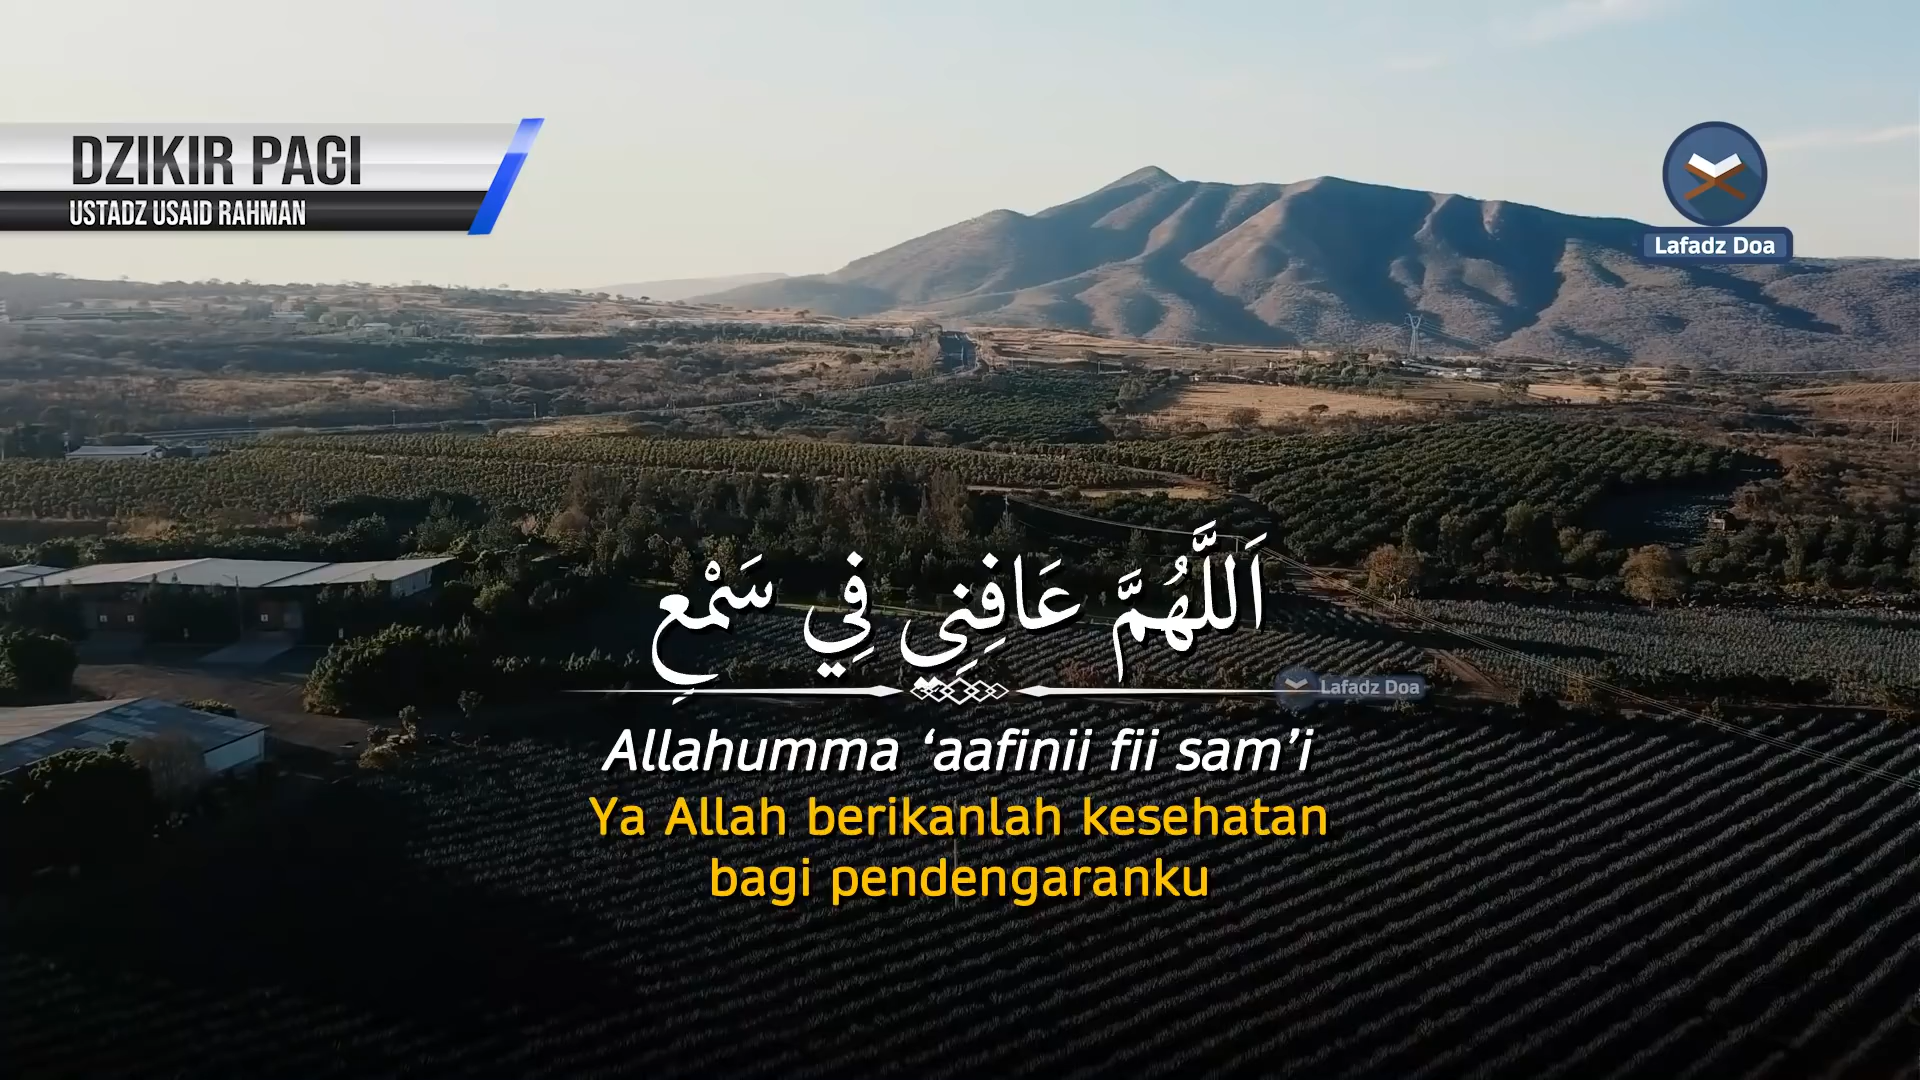 DZIKIR PAGI
USTADZ USAID RAHMAN
Lafadz Doa
اَللَّهُمَّ عَافِنِي فِي سَمْعِ
Lafadz Doa
Allahumma ‘aafinii fii sam’i
Ya Allah berikanlah kesehatan
bagi pendengaranku